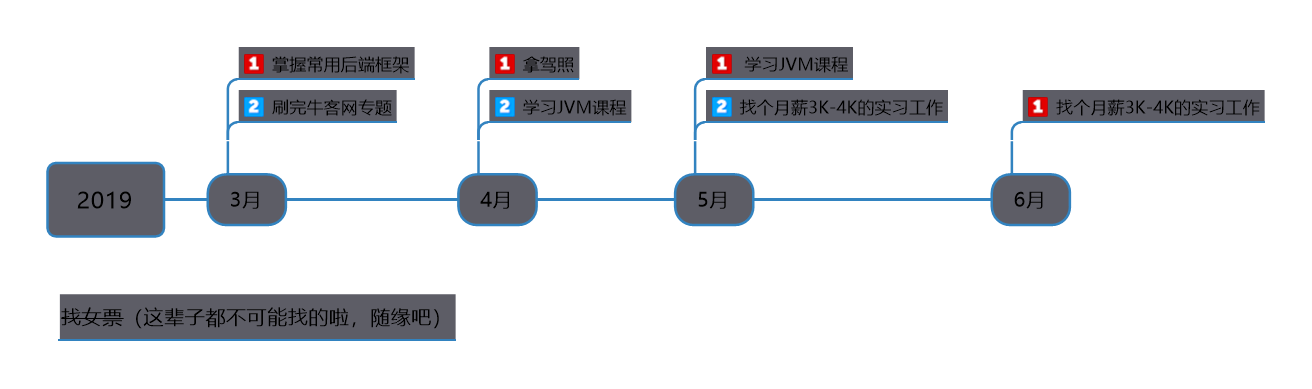 2019
3月
1 掌握常用后端框架
2 刷完牛客网专题
4月
1 拿驾照
2 学习JVM课程
5月
1 学习JVM课程
2 找个月薪3K-4K的实习工作
6月
1 找个月薪3K-4K的实习工作
找女票（这辈子都不可能找的啦，随缘吧）